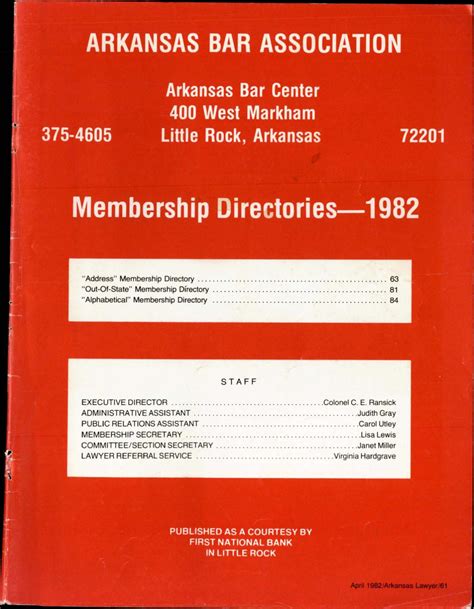 ARKANSAS BAR ASSOCIATION
Arkansas Bar Center
400 West Markham
375-4605 Little Rock, Arkansas 72201
Membership Directories—1982
"Address" Membership Directory 63
"Out-Of-State" Membership Directory 81
"Alphabetical" Membership Directory 84
STAFF
EXECUTIVE DIRECTOR Colonel C. E. Ransick
ADMINISTRATIVE ASSISTANT Judith Gray
PUBLIC RELATIONS ASSISTANT Carol Utley
MEMBERSHIP SECRETARY Lisa Lewis
COMMITTEE/SECTION SECRETARY Janet Miller
LAWYER REFERRAL SERVICE Virginia Hardgrave
PUBLISHED AS A COURTESY BY
FIRST NATIONAL BANK
IN LITTLE ROCK
April 1982/Arkansas Lawyer/61